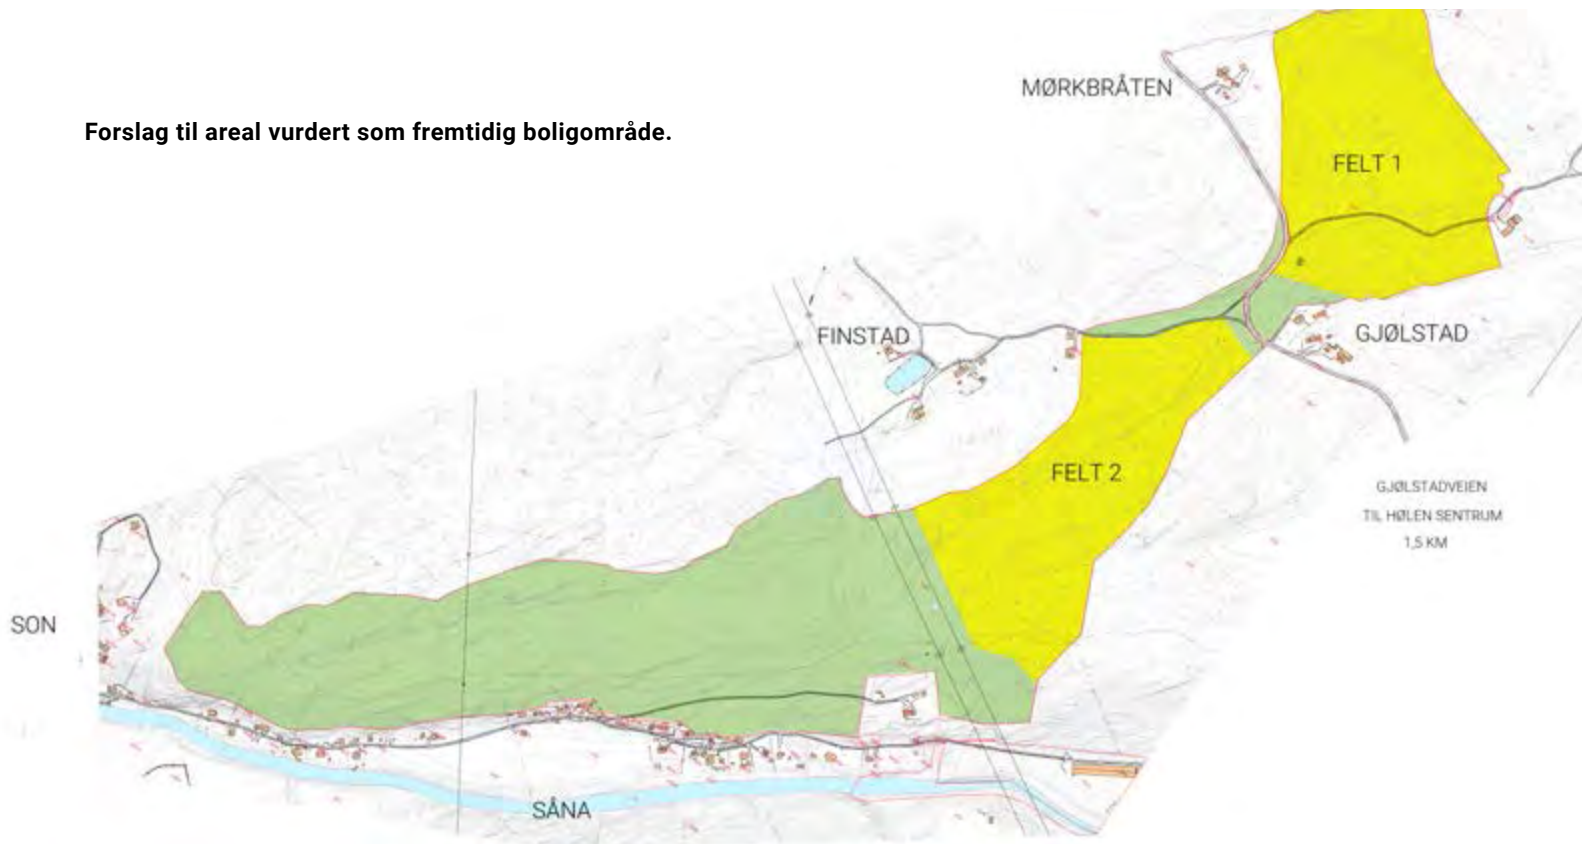 Forslag til areal vurdert som fremtidig boligområde.
MØRKBRÅTEN
FELT 1
FINSTAD
GJØLSTAD
FELT 2
GJØLSTADVEIEN
TIL HØLEN SENTRUM
1,5 KM
SON
SÅNA